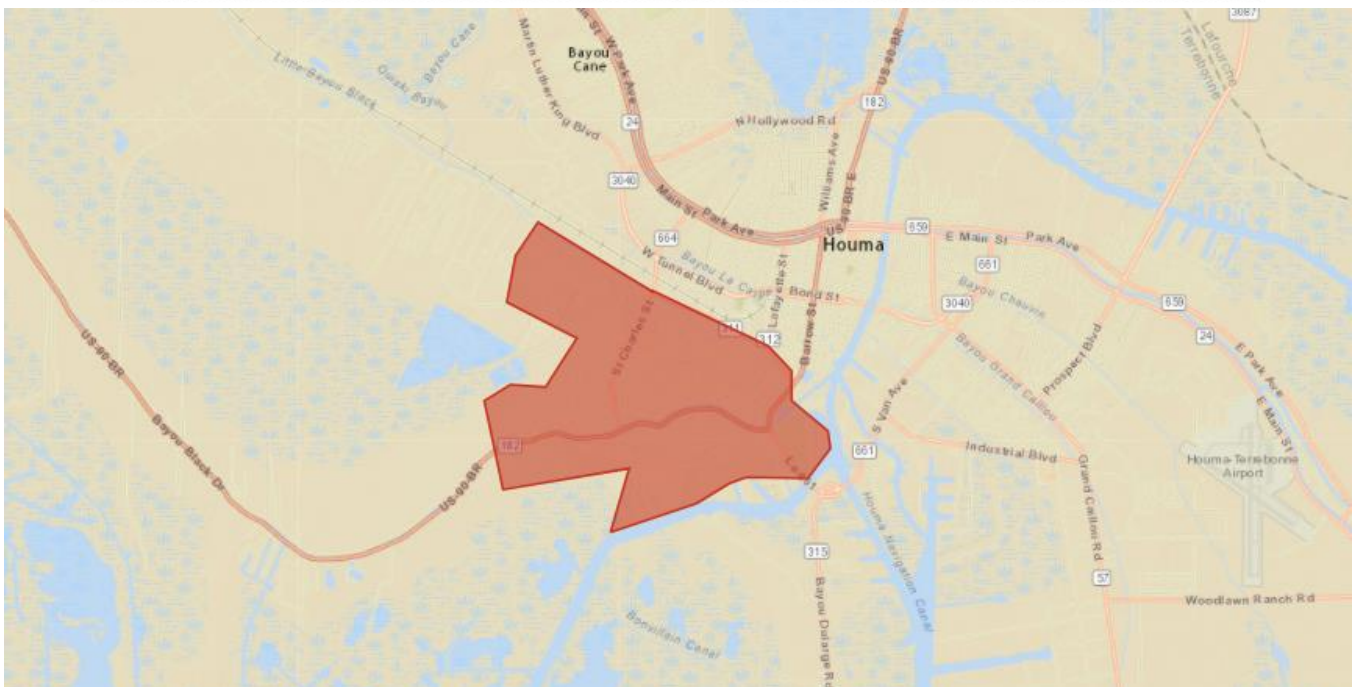 3087
Lafourche
Terrebonne
W Park Ave
Martin Luther King Blvd
Bayou
Cane
Bayou Cane
Little Bayou Black
Ouiski Bayou
US-90-BR
182
24
N Hollywood Rd
Williams Ave
3040
US-90-BR E
Main St
Park Ave
659
E Main St
Park Ave
Houma
664
W Tunnel Blvd
Bayou La Carpe
Lafayette St
661
Bond St
Bayou Chauvin
3040
659
24
311
312
Barrow St
St Charles St
US-90-BR
Bayou Grand Caillou
Prospect Blvd
E Park Ave
E Main St
S Van Ave
182
US-90-BR
Bayou Black Dr
661
Industrial Blvd
Houma-Terrebonne
Airport
Grand Caillou Rd
Houma Navigation Canal
315
57
Bayou Dularge Rd
Woodlawn Ranch Rd
Bonvillain Canal